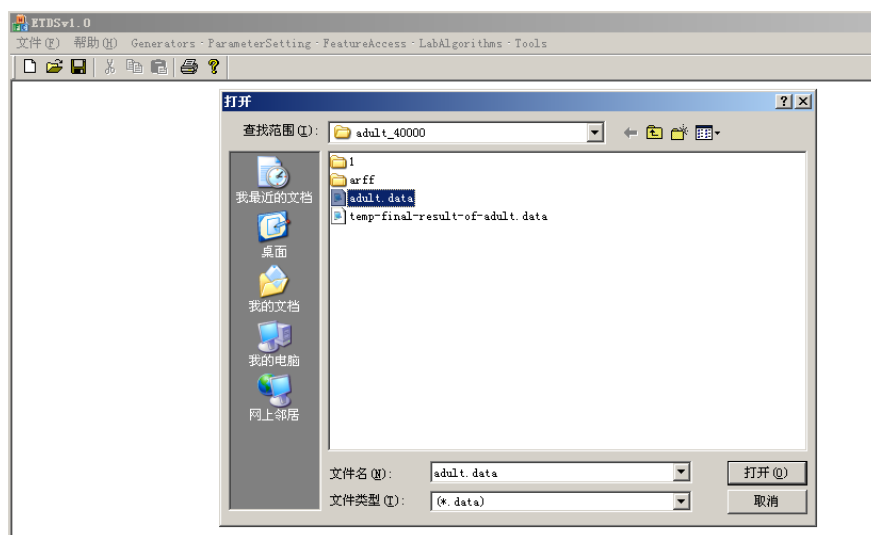 ETDSv1.0
文件(F) 帮助(H) Generators-ParameterSetting-FeatureAccess-LabAlgorithms-Tools
打开
查找范围(I): adult_40000
1
arff
adult.data
temp-final-result-of-adult.data
我最近的文档
桌面
我的文档
我的电脑
网上邻居
文件名(N): adult.data 打开(O)
文件类型(T): (*.data) 取消